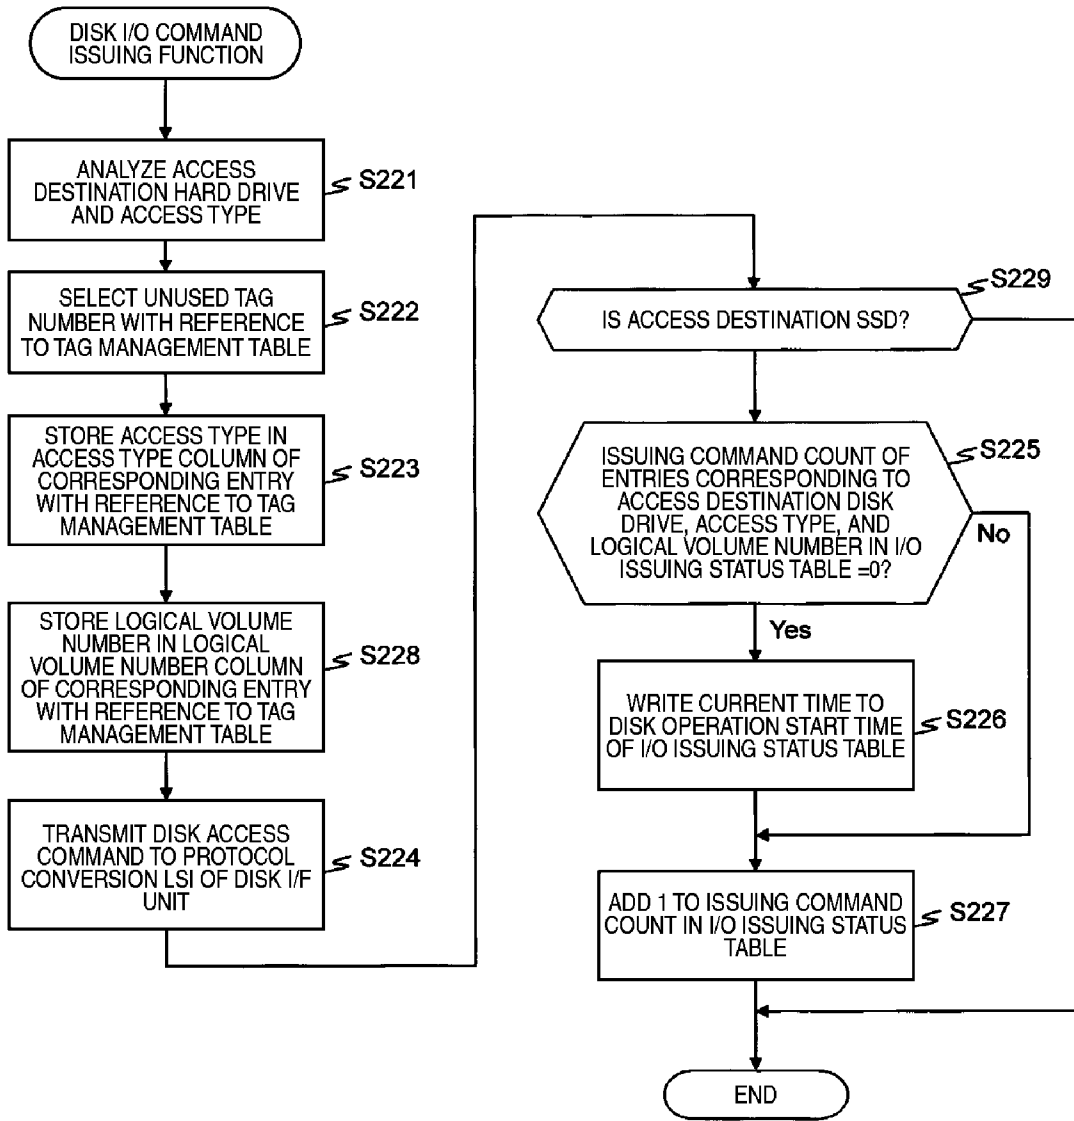 DISK I/O COMMAND
ISSUING FUNCTION
ANALYZE ACCESS
DESTINATION HARD DRIVE
AND ACCESS TYPE
S221
SELECT UNUSED TAG
NUMBER WITH REFERENCE
TO TAG MANAGEMENT TABLE
S222
STORE ACCESS TYPE IN
ACCESS TYPE COLUMN OF
CORRESPONDING ENTRY
WITH REFERENCE TO TAG
MANAGEMENT TABLE
S223
STORE LOGICAL VOLUME
NUMBER IN LOGICAL
VOLUME NUMBER COLUMN
OF CORRESPONDING ENTRY
WITH REFERENCE TO TAG
MANAGEMENT TABLE
S228
TRANSMIT DISK ACCESS
COMMAND TO PROTOCOL
CONVERSION LSI OF DISK I/F
UNIT
S224
IS ACCESS DESTINATION SSD?
S229
ISSUING COMMAND COUNT OF
ENTRIES CORRESPONDING TO
ACCESS DESTINATION DISK
DRIVE, ACCESS TYPE, AND
LOGICAL VOLUME NUMBER IN I/O
ISSUING STATUS TABLE =0?
S225
No
Yes
WRITE CURRENT TIME TO
DISK OPERATION START TIME
OF I/O ISSUING STATUS TABLE
S226
ADD 1 TO ISSUING COMMAND
COUNT IN I/O ISSUING STATUS
TABLE
S227
END